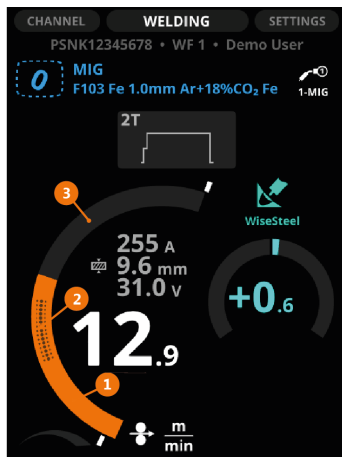 CHANNEL WELDING SETTINGS
PSNK12345678 • WF 1 • Demo User
0 MIG
F103 Fe 1.0mm Ar+18%CO₂ Fe
1
1-MIG
2T
3
WiseSteel
255 A
9.6 mm
31.0 V
+0.6
2
12.9
1
m
min